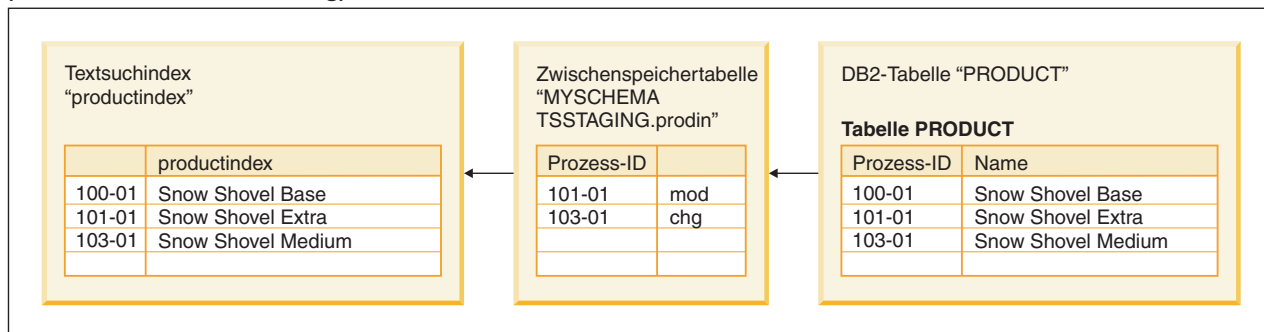 Textsuchindex
“productindex”
productindex
100-01 Snow Shovel Base
101-01 Snow Shovel Extra
103-01 Snow Shovel Medium
Zwischenspeichertabelle
“MYSCHEMA
TSSTAGING.prodin”
Prozess-ID
101-01 mod
103-01 chg
DB2-Tabelle “PRODUCT”
Tabelle PRODUCT
Prozess-ID Name
100-01 Snow Shovel Base
101-01 Snow Shovel Extra
103-01 Snow Shovel Medium